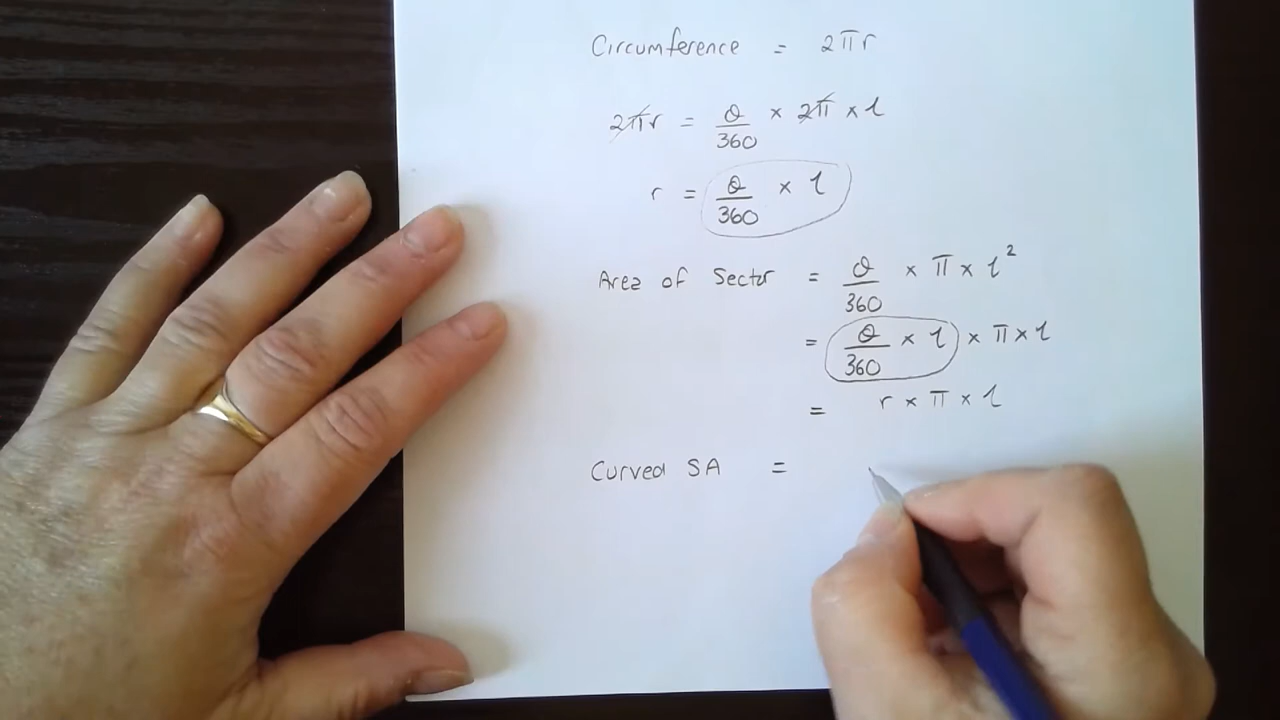 Circumference = 2πr
2πr = θ/360 × 2π × l
r = θ/360 × l
Area of Sector = θ/360 × π × l²
= θ/360 × l × π × l
= r × π × l
Curved SA =